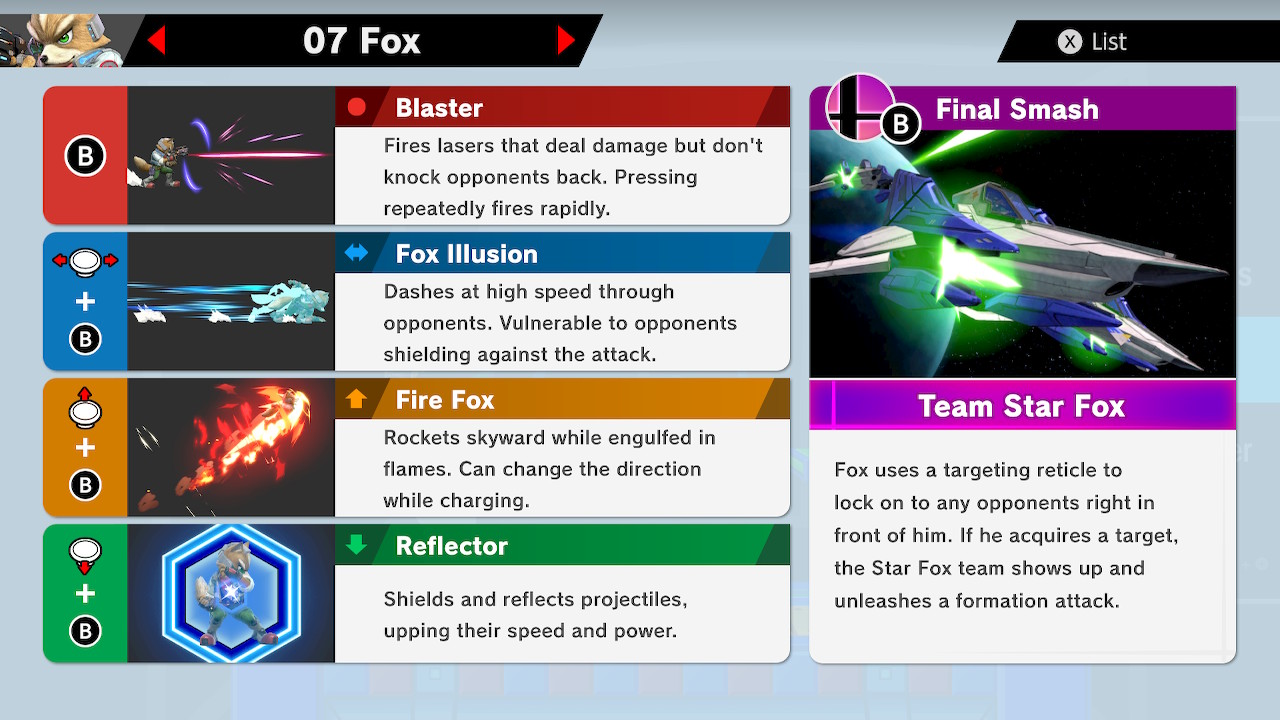 07 Fox
X List
B
Blaster
Fires lasers that deal damage but don't
knock opponents back. Pressing
repeatedly fires rapidly.
+
B
Fox Illusion
Dashes at high speed through
opponents. Vulnerable to opponents
shielding against the attack.
+
B
Fire Fox
Rockets skyward while engulfed in
flames. Can change the direction
while charging.
+
B
Reflector
Shields and reflects projectiles,
upping their speed and power.
B
Final Smash
Team Star Fox
Fox uses a targeting reticle to
lock on to any opponents right in
front of him. If he acquires a target,
the Star Fox team shows up and
unleashes a formation attack.